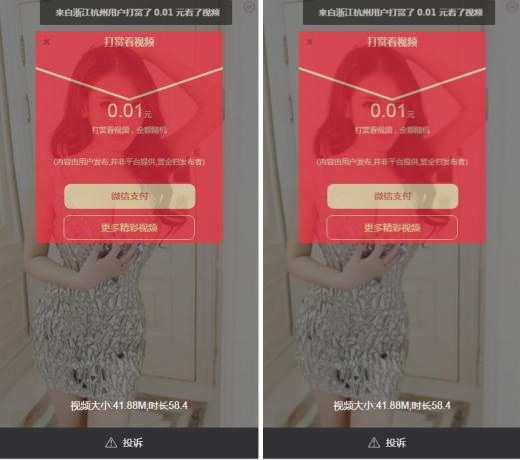 来自浙江杭州用户打赏了 0.01 元看了视频
×
打赏看视频
0.01元
打赏看视频，金额随机
(内容由用户发布,并非平台提供,赏金归发布者)
微信支付
更多精彩视频
视频大小:41.88M,时长58.4
投诉
来自浙江杭州用户打赏了 0.01 元看了视频
×
打赏看视频
0.01元
打赏看视频，金额随机
(内容由用户发布,并非平台提供,赏金归发布者)
微信支付
更多精彩视频
视频大小:41.88M,时长58.4
投诉